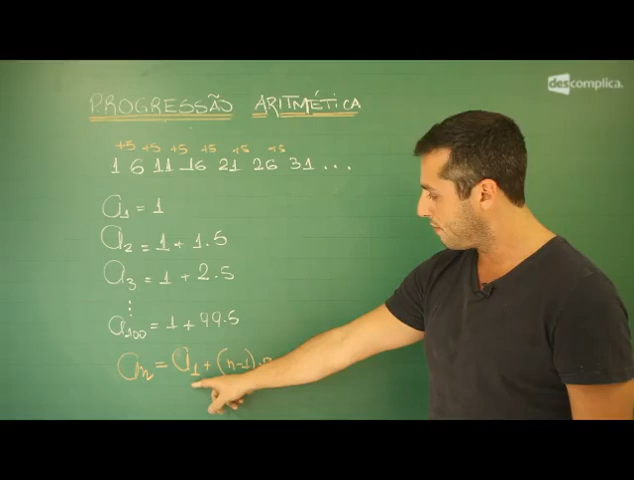 descomplica.
PROGRESSÃO ARITMÉTICA
+5 +5 +5 +5 +5 +5
1 6 11 16 21 26 31 ...
a1 = 1
a2 = 1 + 1.5
a3 = 1 + 2.5
⋮
a100 = 1 + 99.5
an = a1 + (n-1).